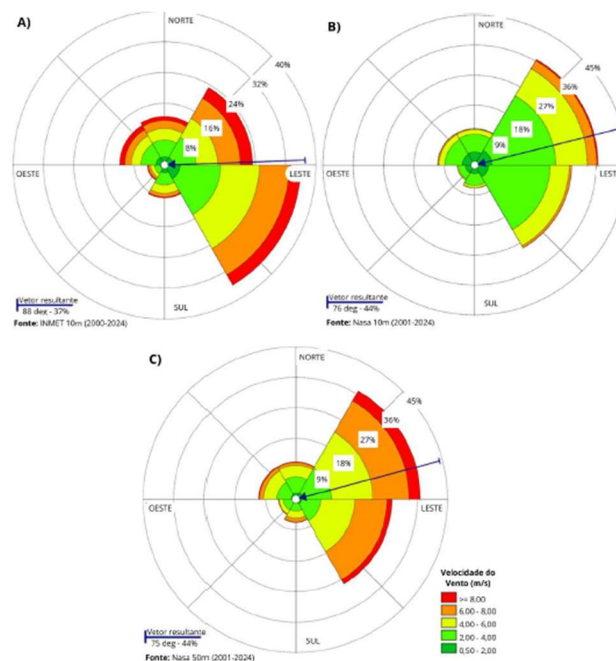 A)
NORTE
40%
32%
24%
16%
8%
OESTE
LESTE
SUL
Vetor resultante
88 deg - 37%
Fonte: INMET 10m (2000-2024)
B)
NORTE
45%
36%
27%
18%
9%
OESTE
LESTE
SUL
Vetor resultante
76 deg - 44%
Fonte: Nasa 10m (2001-2024)
C)
NORTE
45%
36%
27%
18%
9%
OESTE
LESTE
SUL
Vetor resultante
75 deg - 44%
Fonte: Nasa 50m (2001-2024)
Velocidade do
Vento (m/s)
>= 8,00
6,00 - 8,00
4,00 - 6,00
2,00 - 4,00
0,50 - 2,00